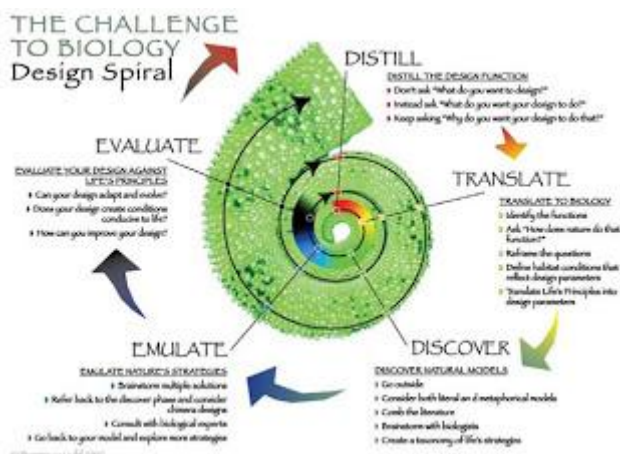 THE CHALLENGE
TO BIOLOGY
Design Spiral
DISTILL
DISTILL THE DESIGN FUNCTION
Don't ask "What do you want to design?"
Instead ask "What do you want your design to do?"
Keep asking "Why do you want your design to do that?"
TRANSLATE
TRANSLATE TO BIOLOGY
Identify the functions
Ask "How does nature do that
function?"
Reframe the questions
Define habitat conditions that
reflect design parameters
Translate Life's Principles into
design parameters
DISCOVER
DISCOVER NATURAL MODELS
Go outside
Consider both literal an d metaphorical models
Comb the literature
Brainstorm with biologists
Create a taxonomy of life's strategies
EMULATE
EMULATE NATURE'S STRATEGIES
Brainstorm multiple solutions
Refer back to the discover phase and consider
chimera designs
Consult with biological experts
Go back to your model and explore more strategies
EVALUATE
EVALUATE YOUR DESIGN AGAINST
LIFE'S PRINCIPLES
Can your design adapt and evolve?
Does your design create conditions
conducive to life?
How can you improve your design?